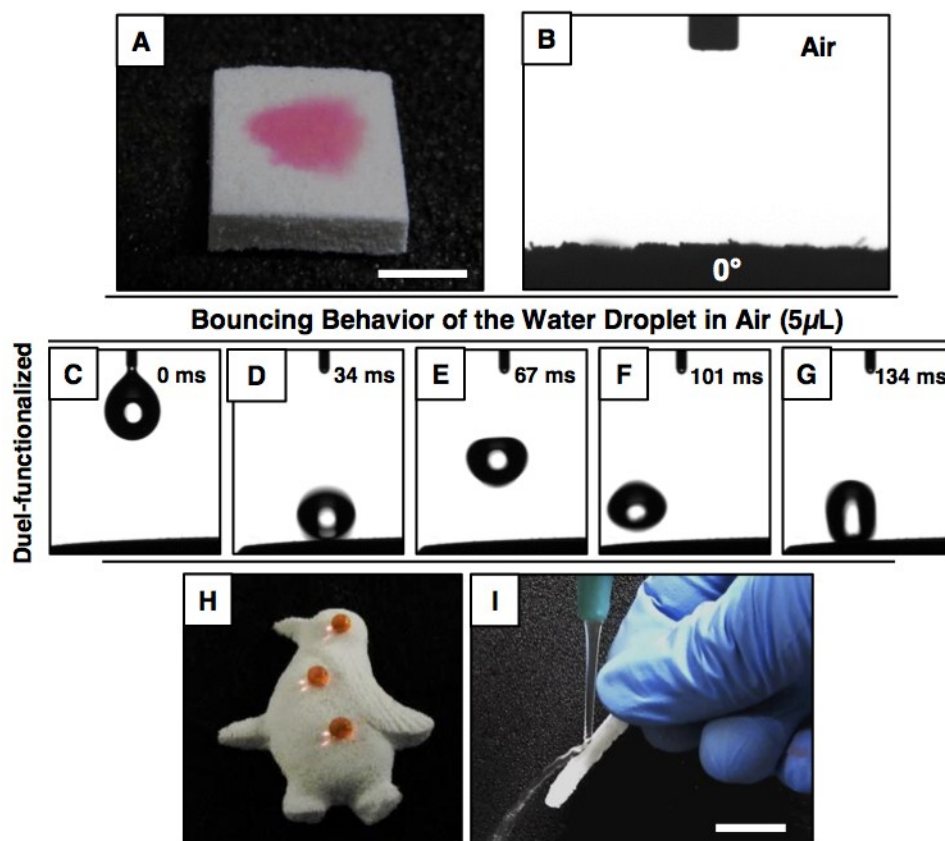 A
B
Air
0°
Bouncing Behavior of the Water Droplet in Air (5µL)
Duel-functionalized
C
0 ms
D
34 ms
E
67 ms
F
101 ms
G
134 ms
H
I